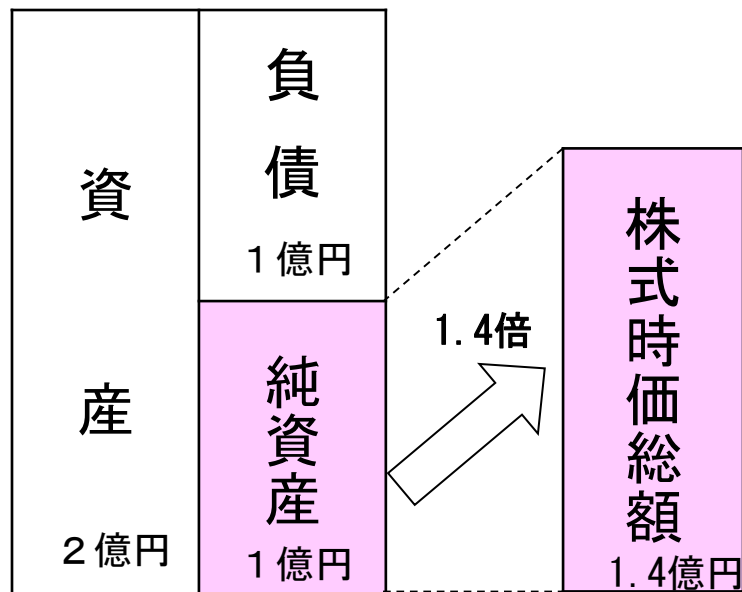 資産
２億円
負債
１億円
純資産
１億円
1.4倍
株式時価総額
1.4億円